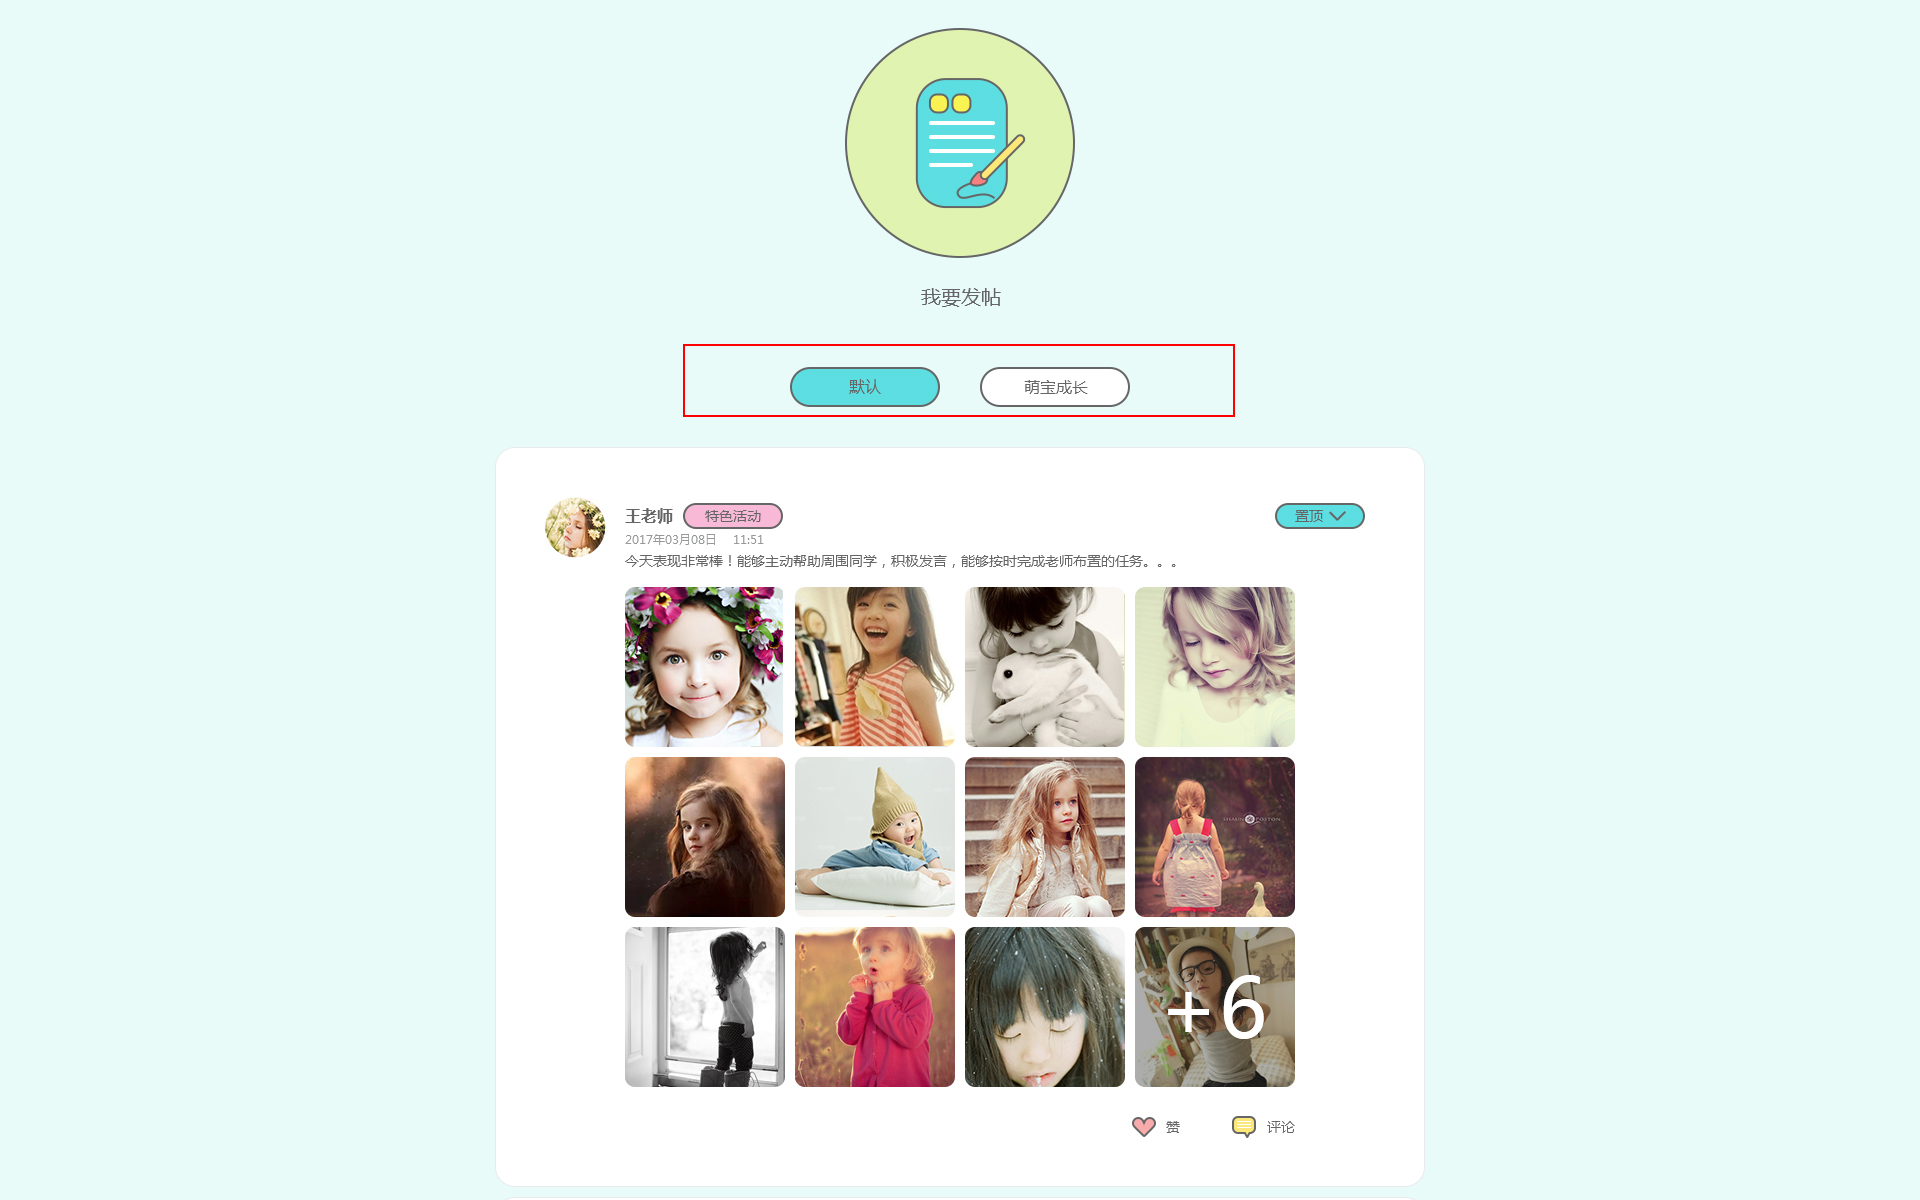 我要发帖
默认
萌宝成长
王老师 特色活动 置顶
2017年03月08日 11:51
今天表现非常棒！能够主动帮助周围同学，积极发言，能够按时完成老师布置的任务。。。
+6
赞 评论